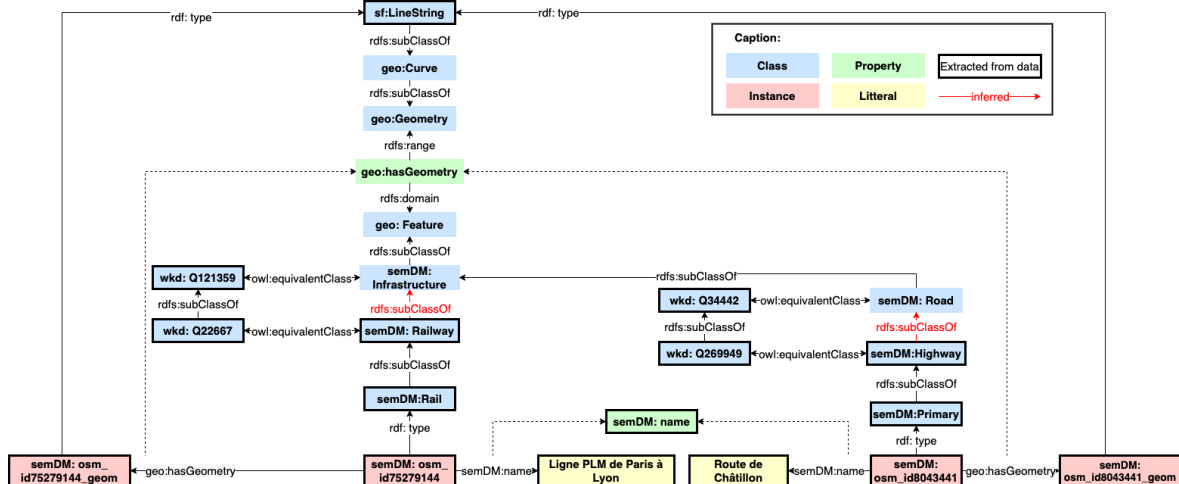 rdf: type
sf:LineString
rdf: type
rdfs:subClassOf
Caption:
geo:Curve
Class
Property
Extracted from data
rdfs:subClassOf
Instance
Litteral
inferred
geo:Geometry
rdfs:range
geo:hasGeometry
rdfs:domain
geo: Feature
rdfs:subClassOf
wkd: Q121359
owl:equivalentClass
semDM:
Infrastructure
rdfs:subClassOf
rdfs:subClassOf
rdfs:subClassOf
wkd: Q34442
owl:equivalentClass
semDM: Road
wkd: Q22667
owl:equivalentClass
semDM: Railway
rdfs:subClassOf
rdfs:subClassOf
wkd: Q269949
owl:equivalentClass
semDM:Highway
rdfs:subClassOf
rdfs:subClassOf
semDM:Rail
semDM: name
semDM:Primary
rdf: type
rdf: type
semDM: osm_
id75279144_geom
geo:hasGeometry
semDM: osm_
id75279144
semDM:name
Ligne PLM de Paris à
Lyon
Route de
Châtillon
semDM:name
semDM:
osm_id8043441
geo:hasGeometry
semDM:
osm_id8043441_geom